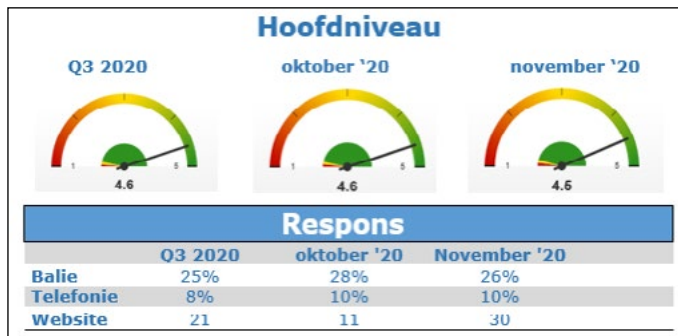 Hoofdniveau
Q3 2020 oktober '20 november '20
1 5 1 5 1 5
4.6 4.6 4.6
Respons
Q3 2020 oktober '20 November '20
Balie 25% 28% 26%
Telefonie 8% 10% 10%
Website 21 11 30